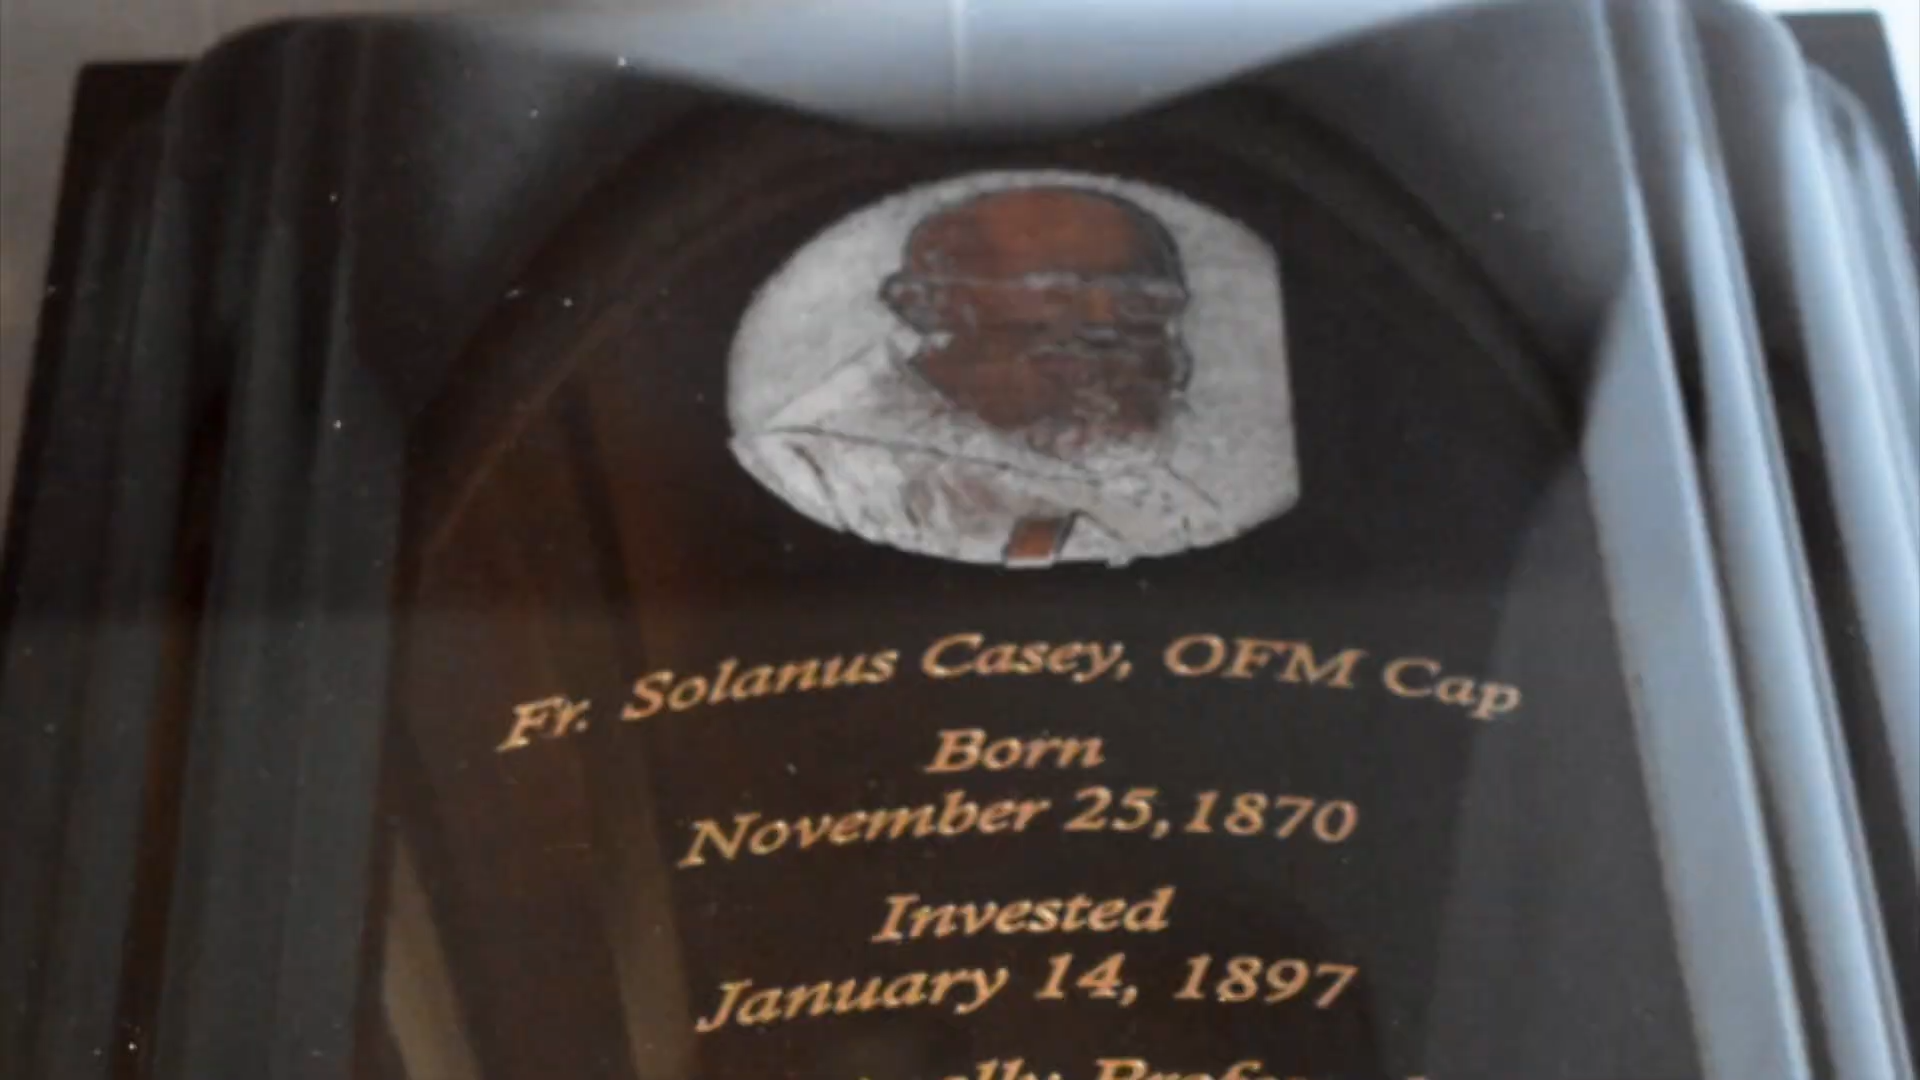 Fr. Solanus Casey, OFM Cap
Born
November 25,1870
Invested
January 14, 1897